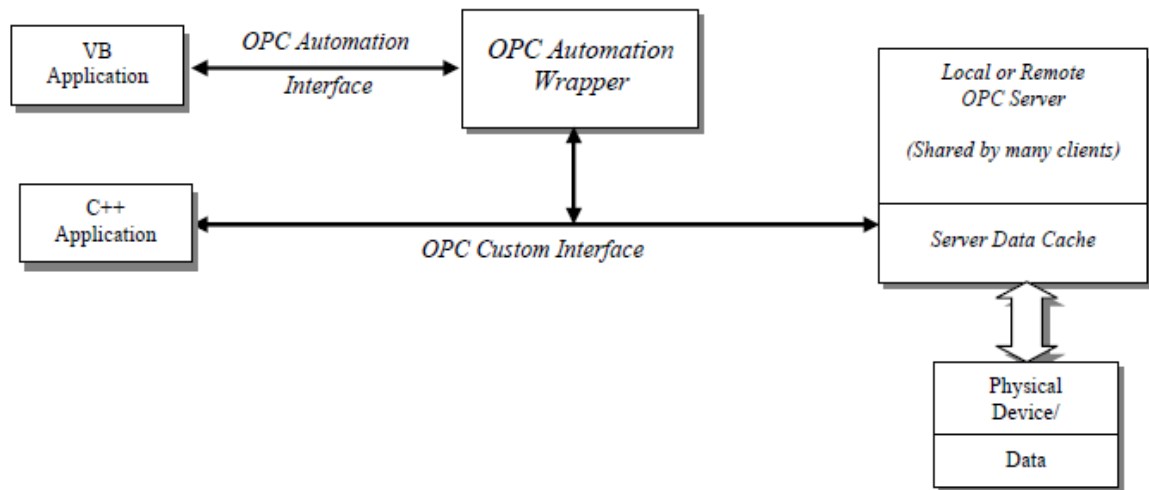 VB
Application
OPC Automation
Interface
OPC Automation
Wrapper
Local or Remote
OPC Server
(Shared by many clients)
C++
Application
OPC Custom Interface
Server Data Cache
Physical
Device/
Data